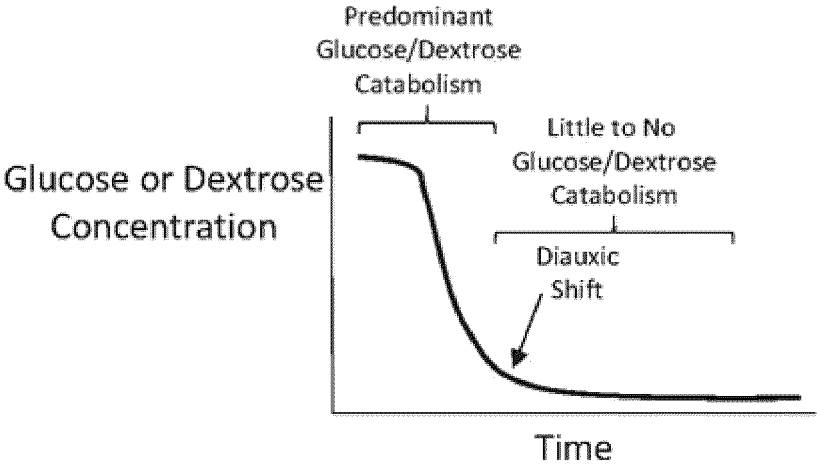 Predominant
Glucose/Dextrose
Catabolism
Little to No
Glucose/Dextrose
Catabolism
Glucose or Dextrose
Concentration
Diauxic
Shift
Time